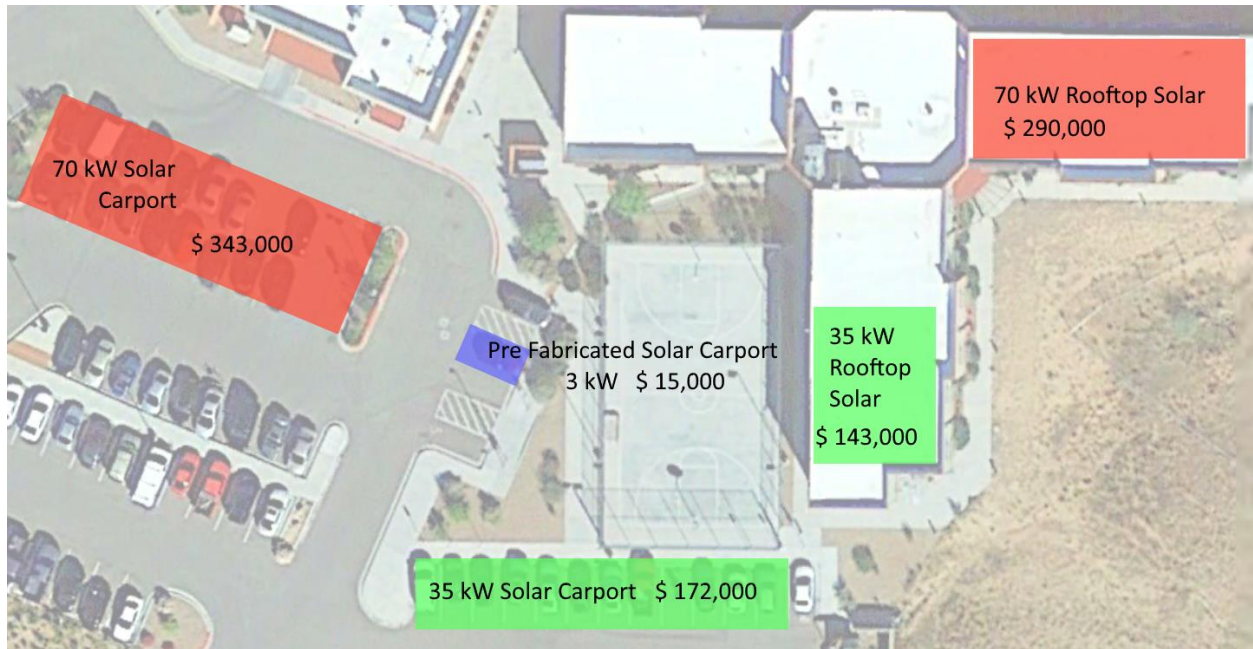 70 kW Rooftop Solar
$ 290,000
70 kW Solar
Carport
$ 343,000
Pre Fabricated Solar Carport
3 kW $ 15,000
35 kW
Rooftop
Solar
$ 143,000
35 kW Solar Carport $ 172,000